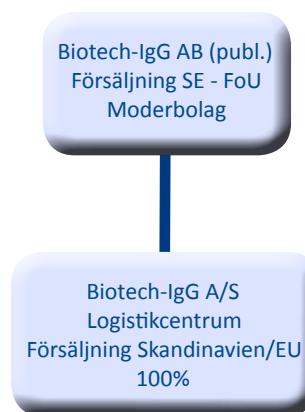 Biotech-IgG AB (publ.)
Försäljning SE - FoU
Moderbolag
Biotech-IgG A/S
Logistikcentrum
Försäljning Skandinavien/EU
100%